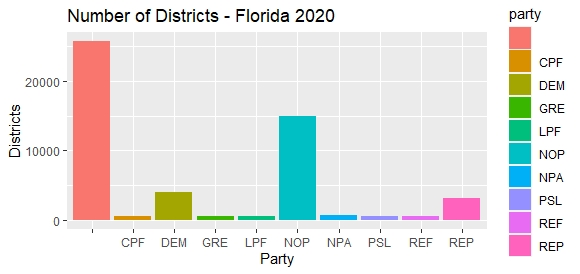 Number of Districts - Florida 2020
party
CPF
DEM
GRE
LPF
NOP
NPA
PSL
REF
REP
Districts
20000
10000
0
CPF DEM GRE LPF NOP NPA PSL REF REP
Party